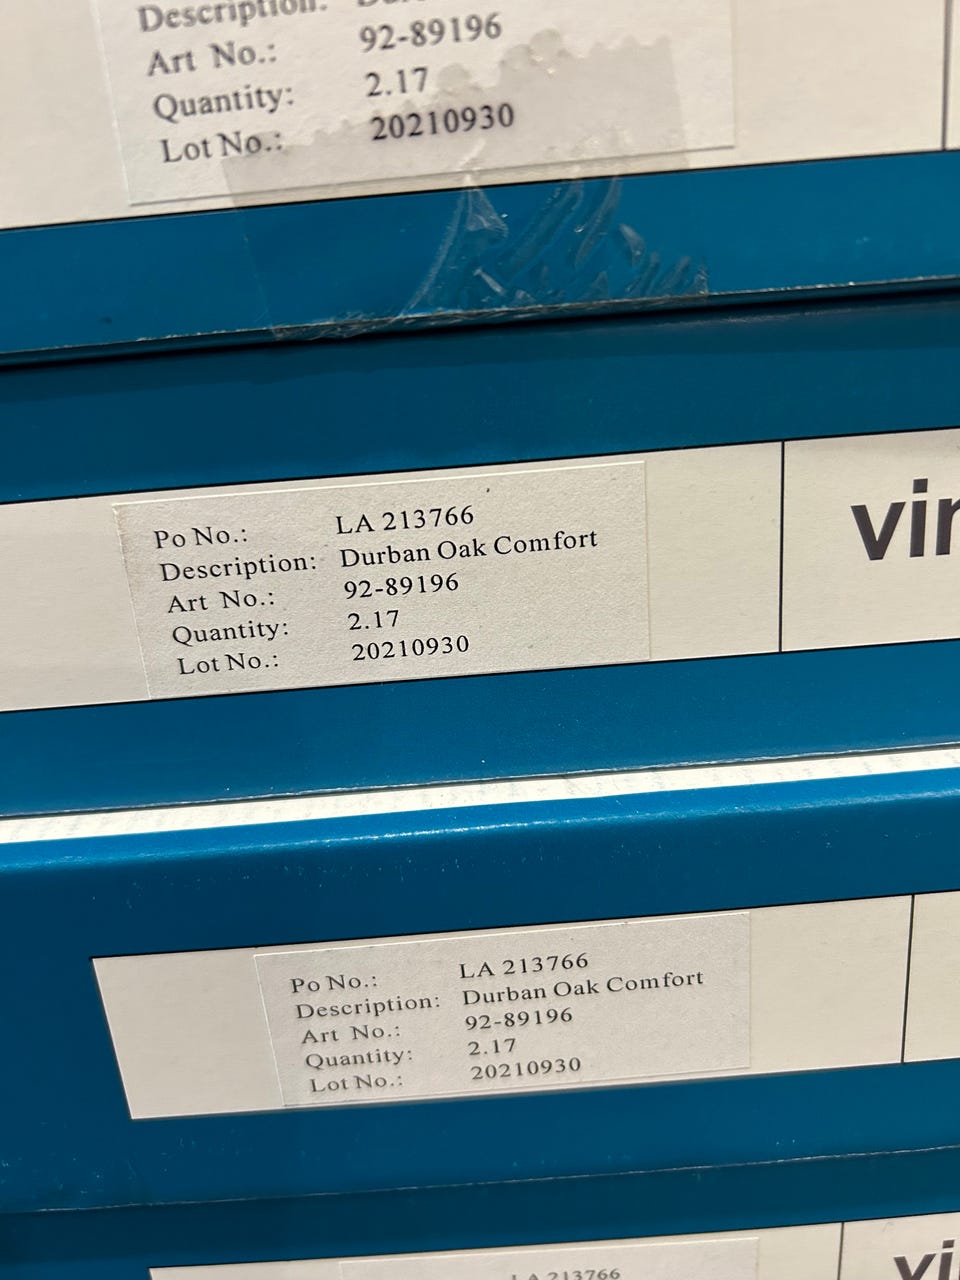 Description:
Art No.: 92-89196
Quantity: 2.17
Lot No.: 20210930
Po No.: LA 213766
Description: Durban Oak Comfort
Art No.: 92-89196
Quantity: 2.17
Lot No.: 20210930
Po No.: LA 213766
Description: Durban Oak Comfort
Art No.: 92-89196
Quantity: 2.17
Lot No.: 20210930
LA 213766